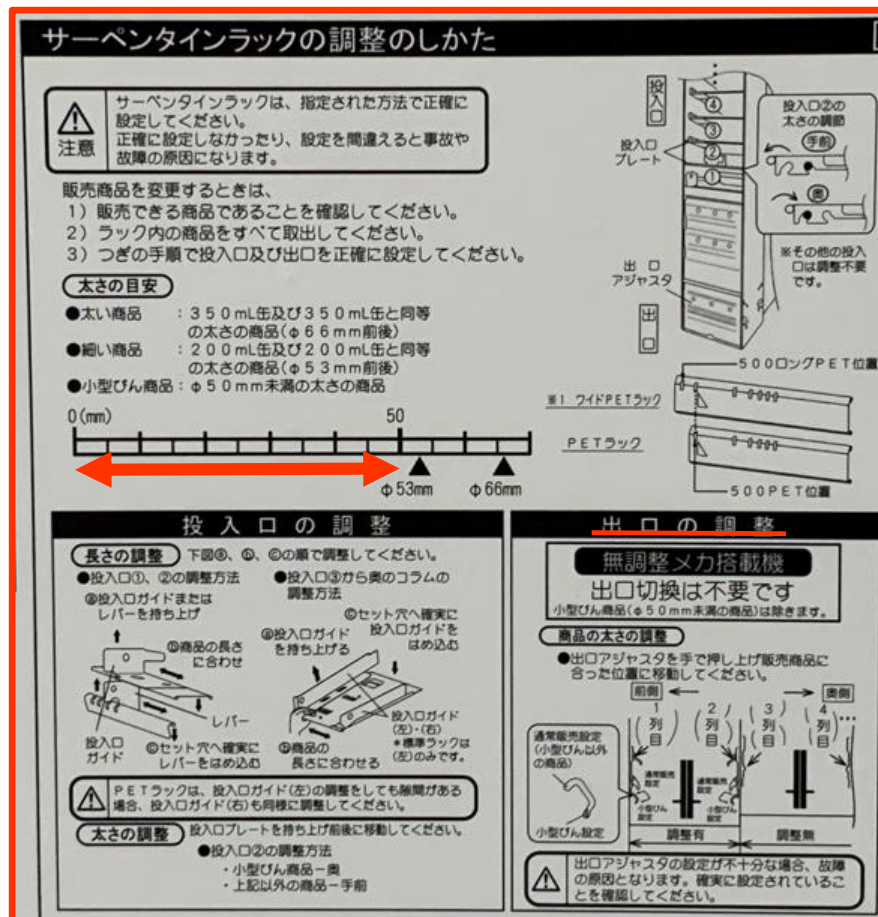 サーペンタインラックの調整のしかた
注意
サーペンタインラックは、指定された方法で正確に
設定してください。
正確に設定しなかったり、設定を間違えると事故や
故障の原因になります。
販売商品を変更するときは、
1）販売できる商品であることを確認してください。
2）ラック内の商品をすべて取出してください。
3）つぎの手順で投入口及び出口を正確に設定してください。
太さの目安
●太い商品　：350mL缶及び350mL缶と同等
の太さの商品(φ66mm前後)
●細い商品　：200mL缶及び200mL缶と同等
の太さの商品(φ53mm前後)
●小型びん商品：φ50mm未満の太さの商品
0(mm)
50
φ53mm
φ66mm
投入口
④
③
②
①
投入口
プレート
投入口②の
太さの調節
手前
奥
※その他の投入
口は調整不要
です。
出口
アジャスタ
出口
500ロングPET位置
※1 ワイドPETラック
PETラック
500PET位置
投入口の調整
長さの調整 下図ⓐ、ⓑ、ⓒの順で調整してください。
●投入口①、②の調整方法
ⓐ投入口ガイドまたは
レバーを持ち上げ
ⓑ商品の長さ
に合わせ
レバー
投入口
ガイド
ⓒセット穴へ確実に
レバーをはめ込む
●投入口③から奥のコラムの
調整方法
ⓒセット穴へ確実に
投入口ガイドを
はめ込む
ⓐ投入口ガイド
を持ち上げる
投入口ガイド
(左)・(右)
＊標準ラックは
(左)のみです。
ⓑ商品の
長さに合わせる
PETラックは、投入口ガイド(左)の調整をしても隙間がある
場合、投入口ガイド(右)も同様に調整してください。
太さの調整 投入プレートを持ち上げ前後に移動してください。
●投入口②の調整方法
・小型びん商品－奥
・上記以外の商品－手前
出口の調整
無調整メカ搭載機
出口切換は不要です
小型びん商品(φ50mm未満の商品)は除きます。
商品の太さの調整
●出口アジャスタを手で押し上げ販売商品に
合った位置に移動してください。
前側
奥側
1列目
2列目
3列目
4列目
…
通常販売設定
(小型びん以外
の商品)
小型びん設定
通常販売
設定
小型びん
設定
通常販売
設定
小型びん
設定
調整有
調整無
出口アジャスタの設定が不十分な場合、故障
の原因となります。確実に設定されているこ
とを確認してください。